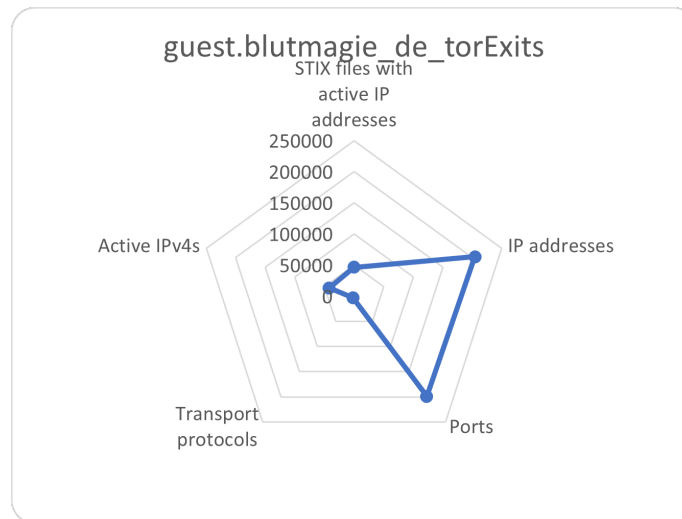 guest.blutmagie_de_torExits
STIX files with
active IP
addresses
250000
200000
150000
100000
50000
0
Active IPv4s
IP addresses
Transport
protocols
Ports